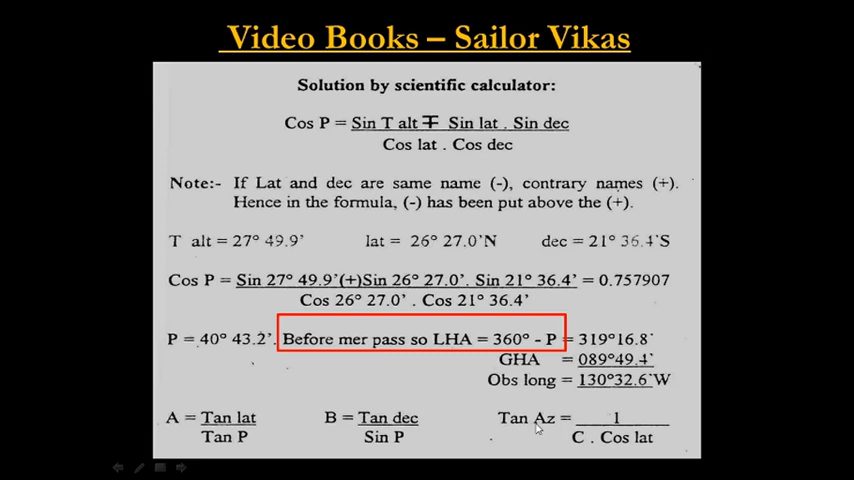 Video Books – Sailor Vikas
Solution by scientific calculator:
Cos P = Sin T alt ∓ Sin lat . Sin dec
Cos lat . Cos dec
Note:- If Lat and dec are same name (-), contrary names (+).
Hence in the formula, (-) has been put above the (+).
T alt = 27° 49.9' lat = 26° 27.0'N dec = 21° 36.4'S
Cos P = Sin 27° 49.9'(+)Sin 26° 27.0'. Sin 21° 36.4' = 0.757907
Cos 26° 27.0' . Cos 21° 36.4'
P = 40° 43.2'. Before mer pass so LHA = 360° - P = 319°16.8'
GHA = 089°49.4'
Obs long = 130°32.6'W
A = Tan lat B = Tan dec Tan Az = 1
Tan P Sin P C . Cos lat